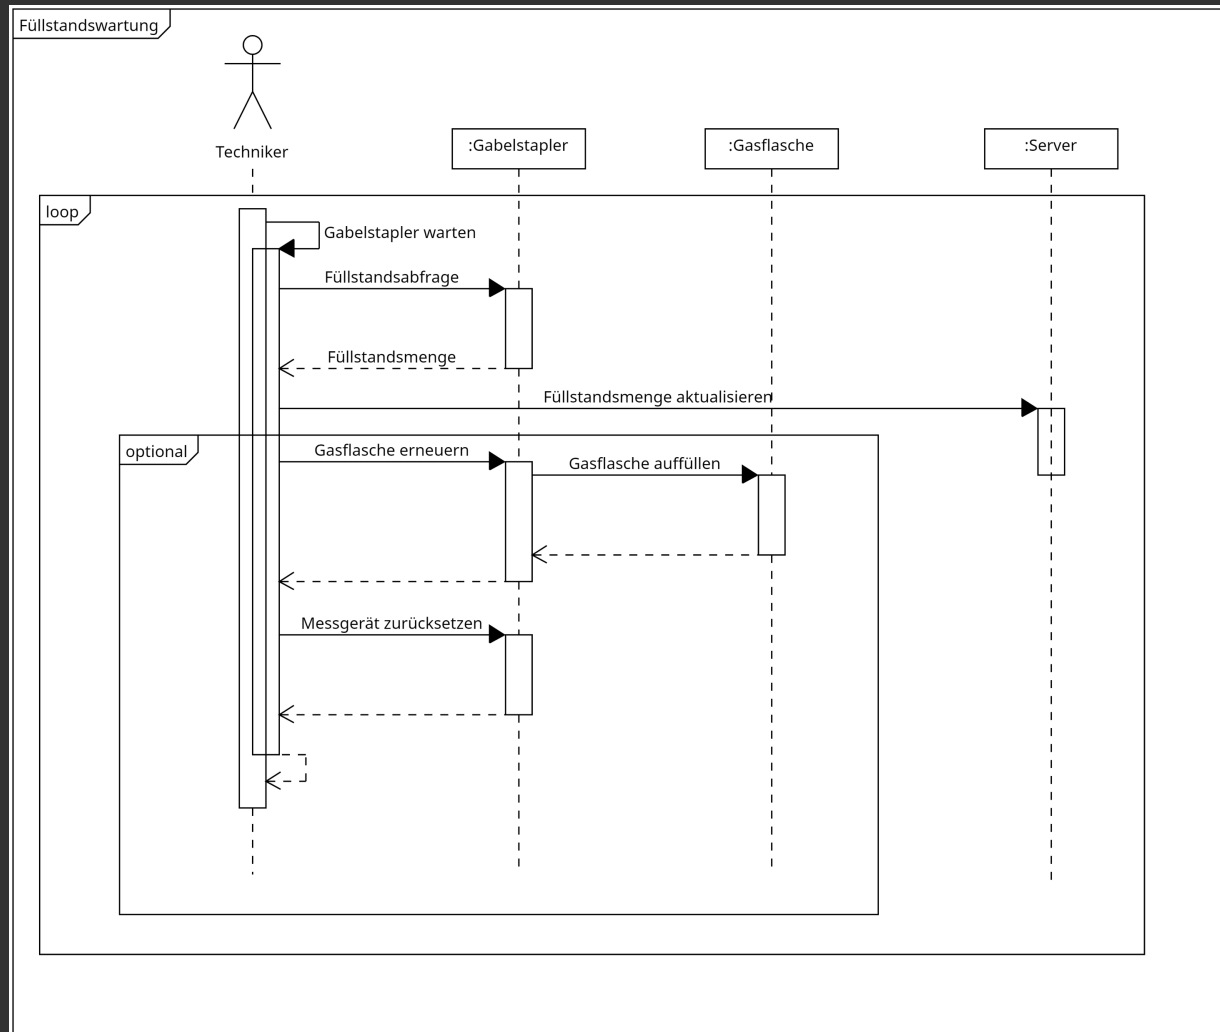 Füllstandswartung
Techniker
:Gabelstapler
:Gasflasche
:Server
loop
Gabelstapler warten
Füllstandsabfrage
Füllstandsmenge
Füllstandsmenge aktualisieren
optional
Gasflasche erneuern
Gasflasche auffüllen
Messgerät zurücksetzen